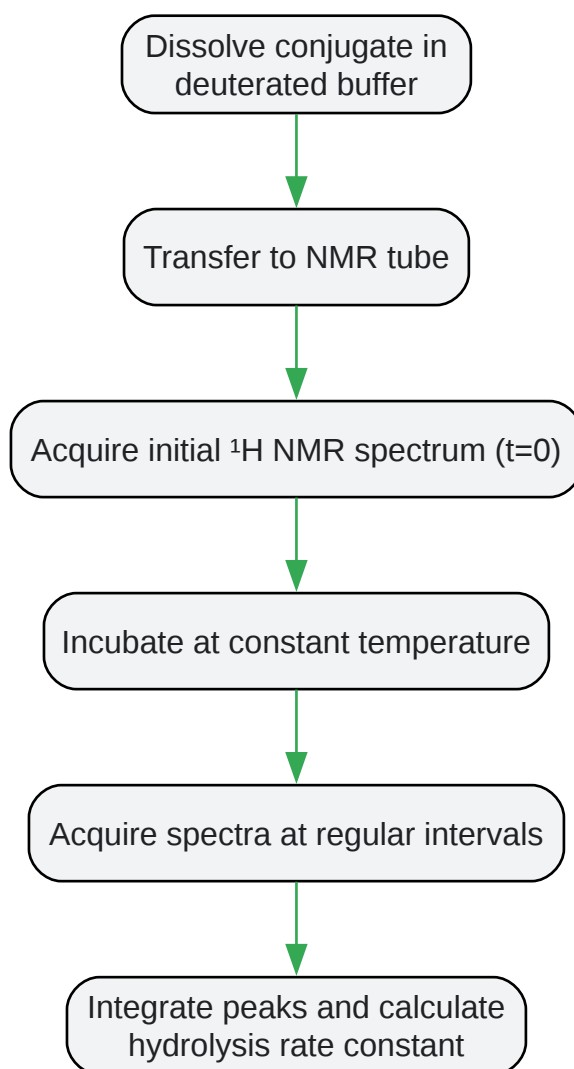 Dissolve conjugate in
deuterated buffer
Transfer to NMR tube
Acquire initial ¹H NMR spectrum (t=0)
Incubate at constant temperature
Acquire spectra at regular intervals
Integrate peaks and calculate
hydrolysis rate constant